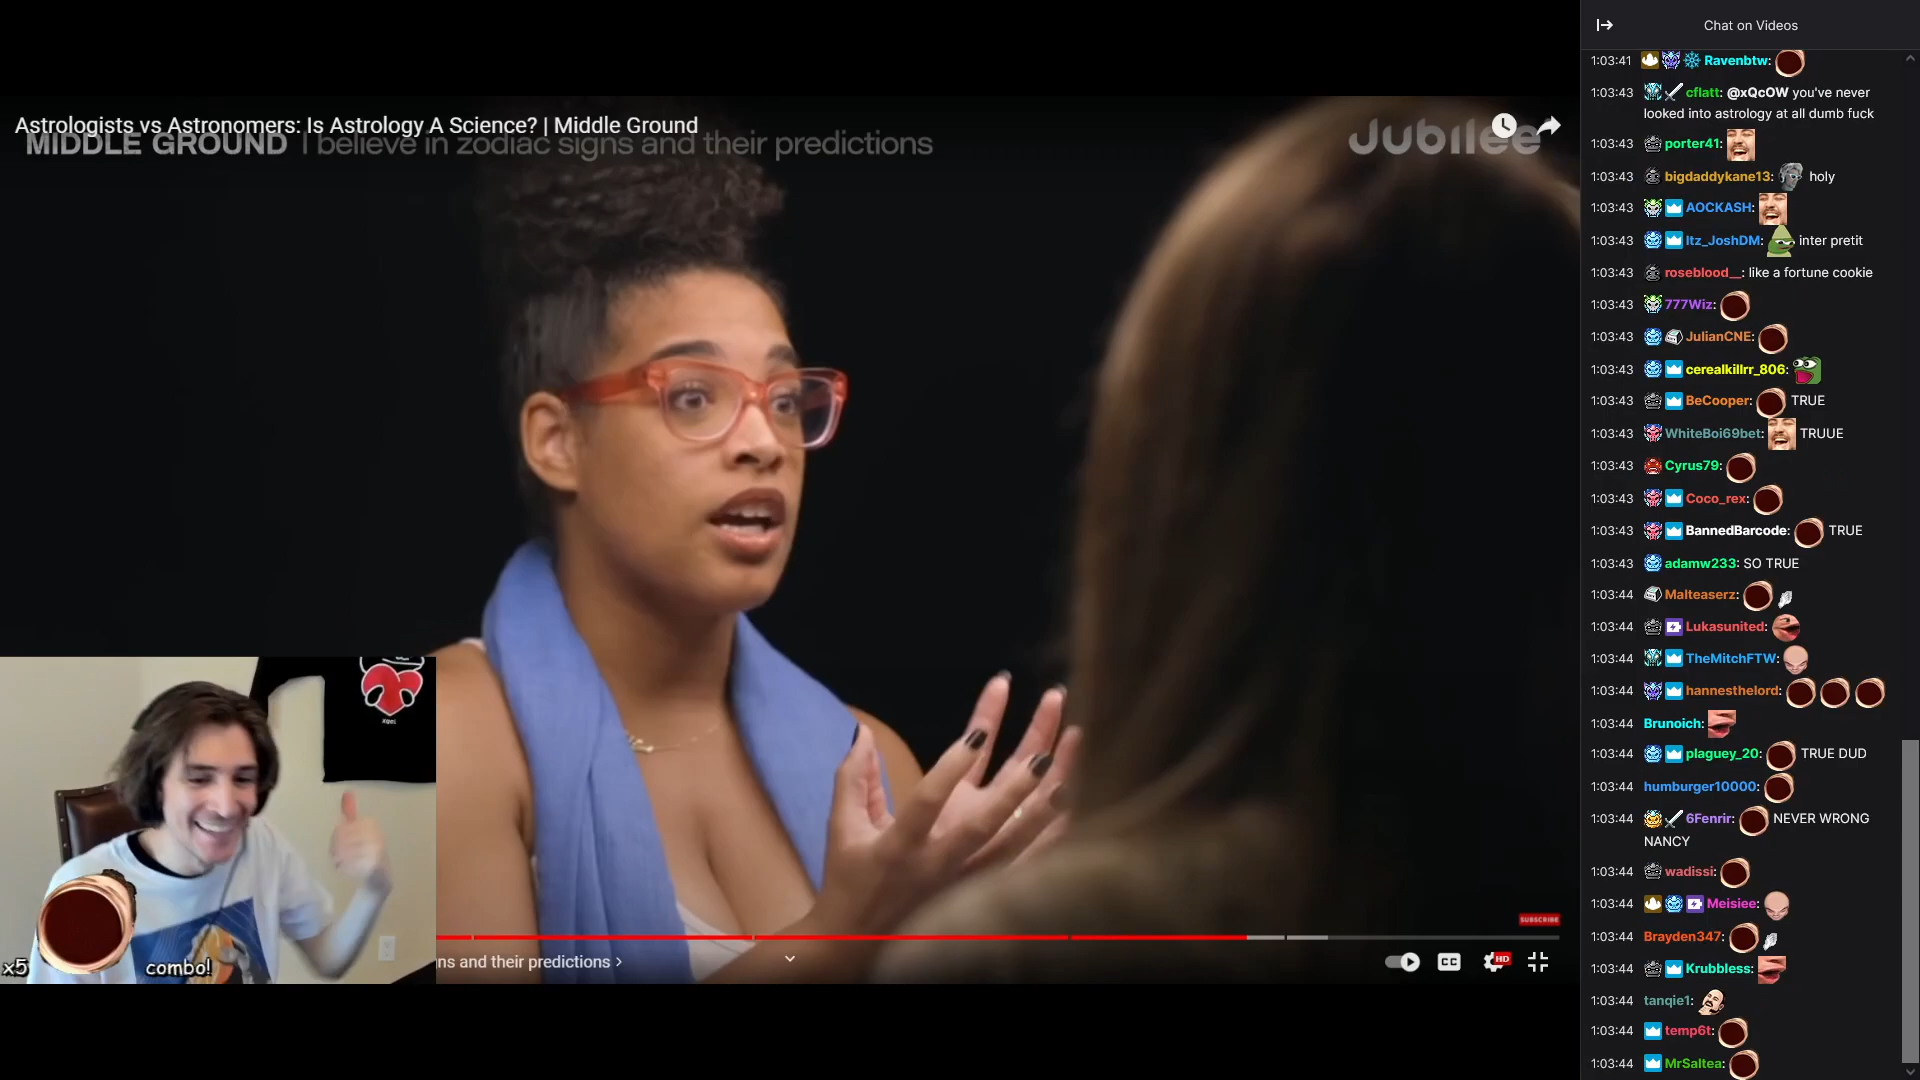 Astrologists vs Astronomers: Is Astrology A Science? | Middle Ground
MIDDLE GROUND I believe in zodiac signs and their predictions
Jubilee
SUBSCRIBE
ns and their predictions >
CC
HD
x5
combo!
Chat on Videos
1:03:41 Ravenbtw:
1:03:43 cflatt: @xQcOW you've never
looked into astrology at all dumb fuck
1:03:43 porter41:
1:03:43 bigdaddykane13: holy
1:03:43 AOCKASH:
1:03:43 Itz_JoshDM: inter pretit
1:03:43 roseblood__: like a fortune cookie
1:03:43 777Wiz:
1:03:43 JulianCNE:
1:03:43 cerealkillrr_806:
1:03:43 BeCooper: TRUE
1:03:43 WhiteBoi69bet: TRUUE
1:03:43 Cyrus79:
1:03:43 Coco_rex:
1:03:43 BannedBarcode: TRUE
1:03:43 adamw233: SO TRUE
1:03:44 Malteaserz:
1:03:44 Lukasunited:
1:03:44 TheMitchFTW:
1:03:44 hannesthelord:
1:03:44 Brunoich:
1:03:44 plaguey_20: TRUE DUD
1:03:44 humburger10000:
1:03:44 6Fenrir: NEVER WRONG
NANCY
1:03:44 wadissi:
1:03:44 Meisiee:
1:03:44 Brayden347:
1:03:44 Krubbless:
1:03:44 tanqie1:
1:03:44 temp6t:
1:03:44 MrSaltea: